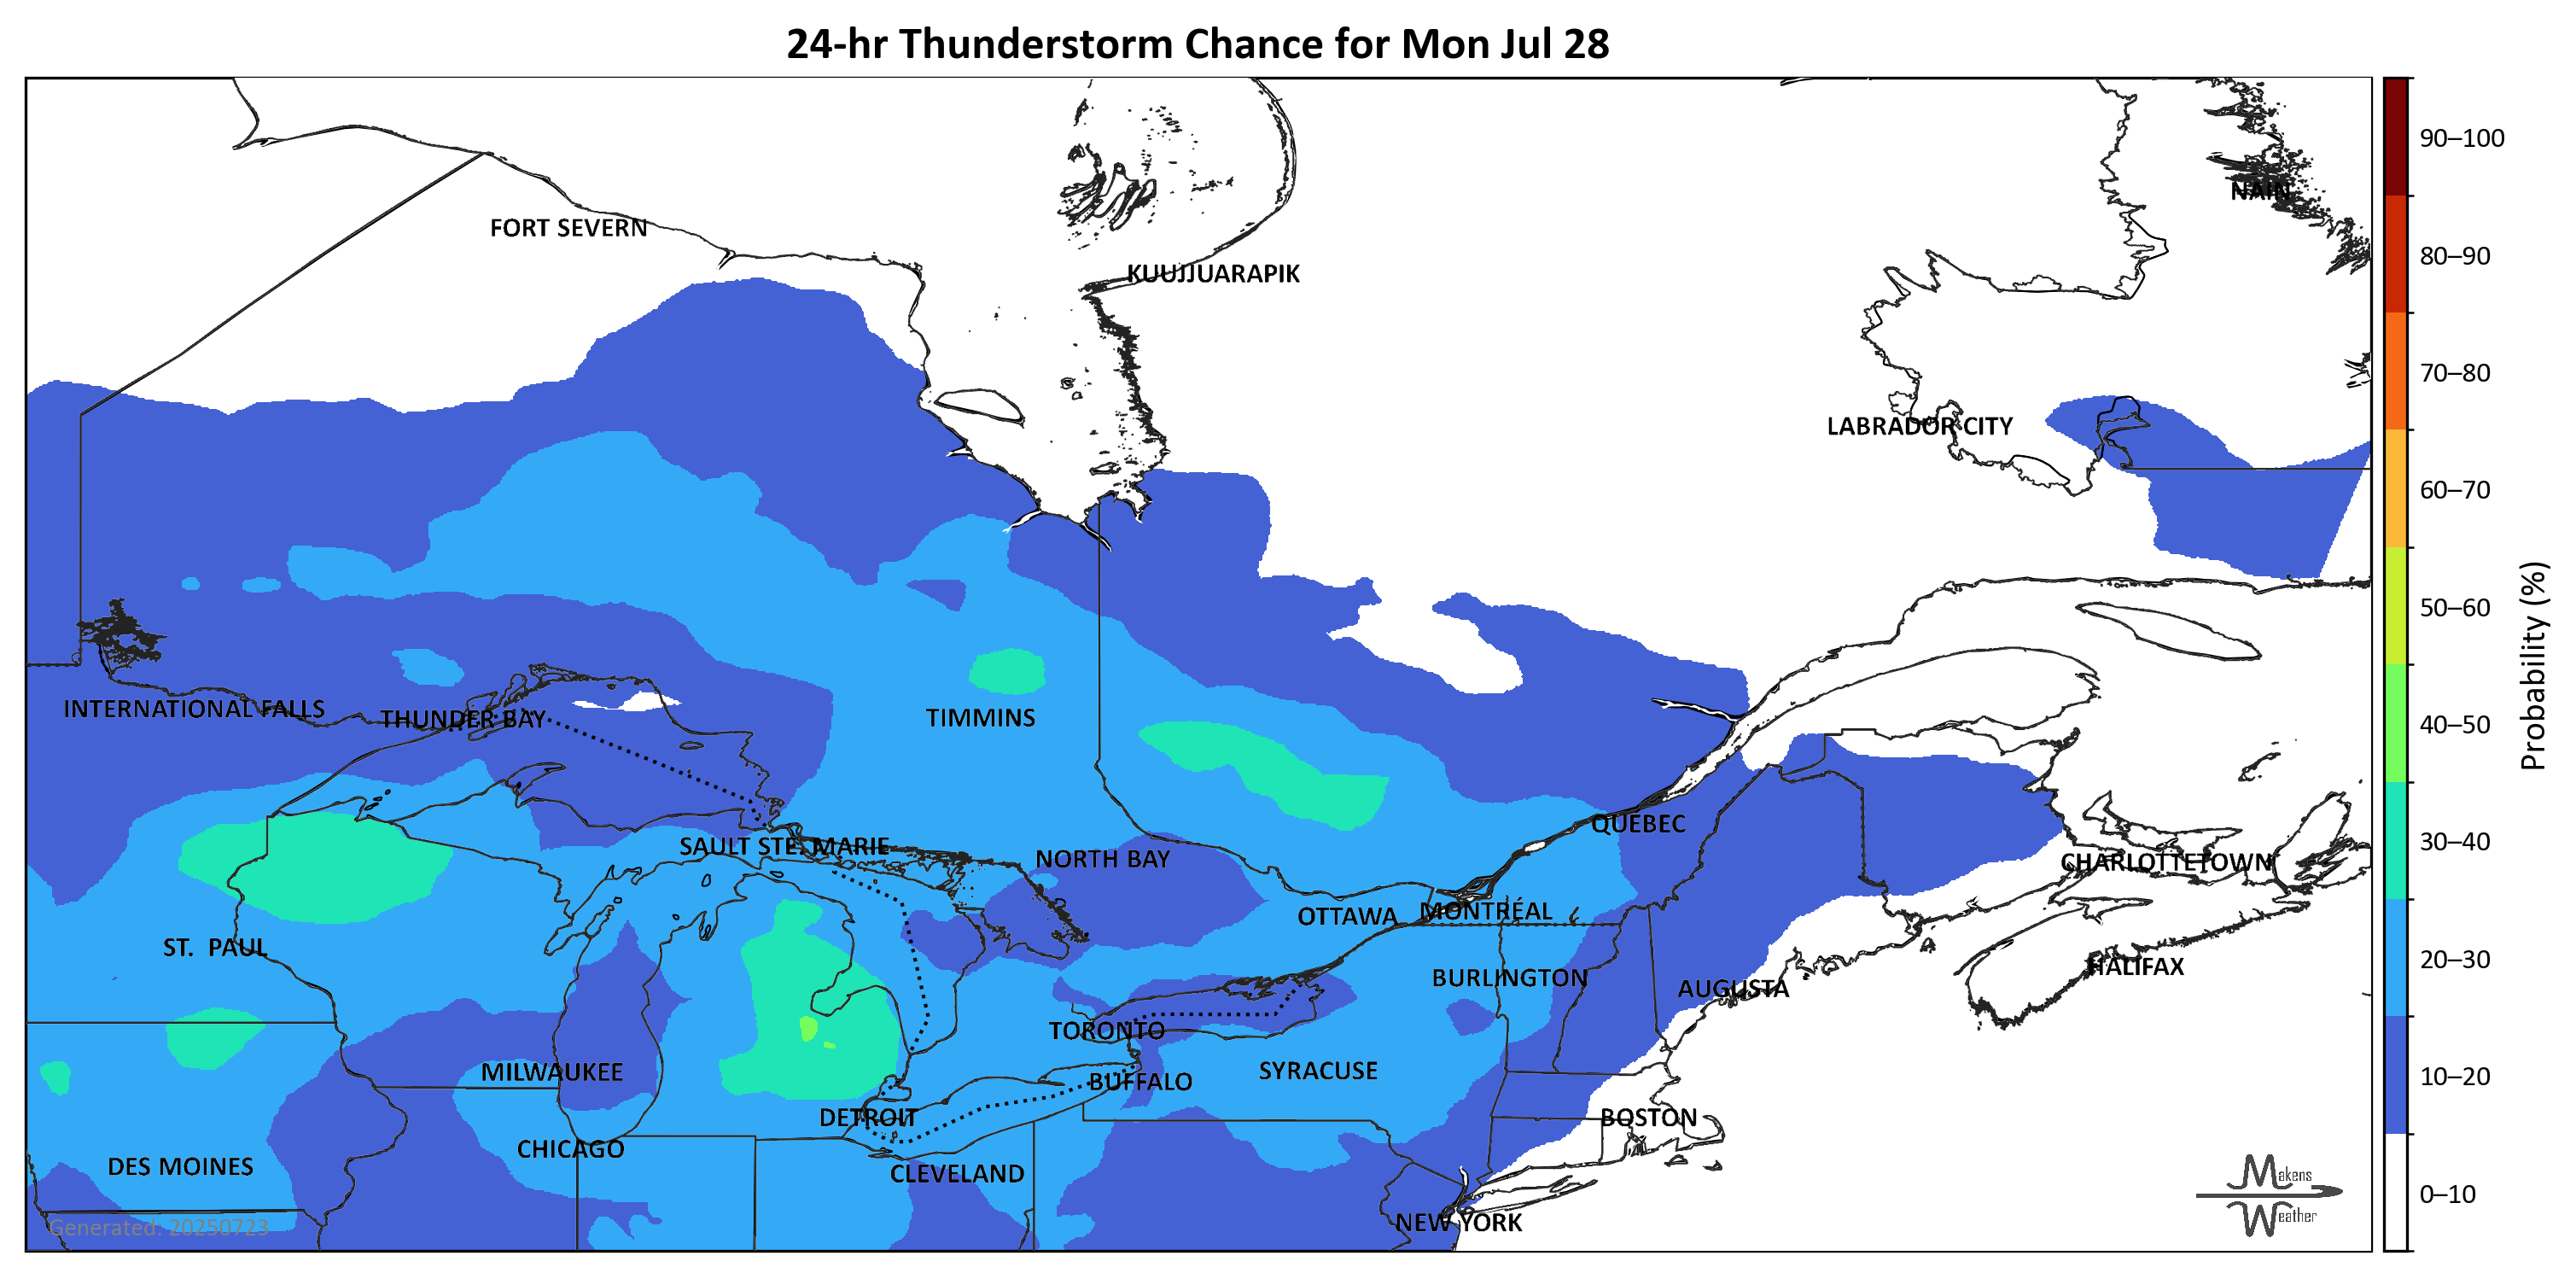 24-hr Thunderstorm Chance for Mon Jul 28
90–100
NAIN
FORT SEVERN
80–90
KUUJJUARAPIK
70–80
LABRADOR CITY
60–70
50–60
Probability (%)
INTERNATIONAL FALLS
THUNDER BAY
TIMMINS
40–50
QUEBEC
30–40
SAULT STE. MARIE
NORTH BAY
CHARLOTTETOWN
OTTAWA
MONTRÉAL
ST. PAUL
20–30
HALIFAX
BURLINGTON
AUGUSTA
TORONTO
MILWAUKEE
SYRACUSE
10–20
BUFFALO
DETROIT
BOSTON
CHICAGO
DES MOINES
CLEVELAND
Makens
Weather
0–10
NEW YORK
Generated: 20250723